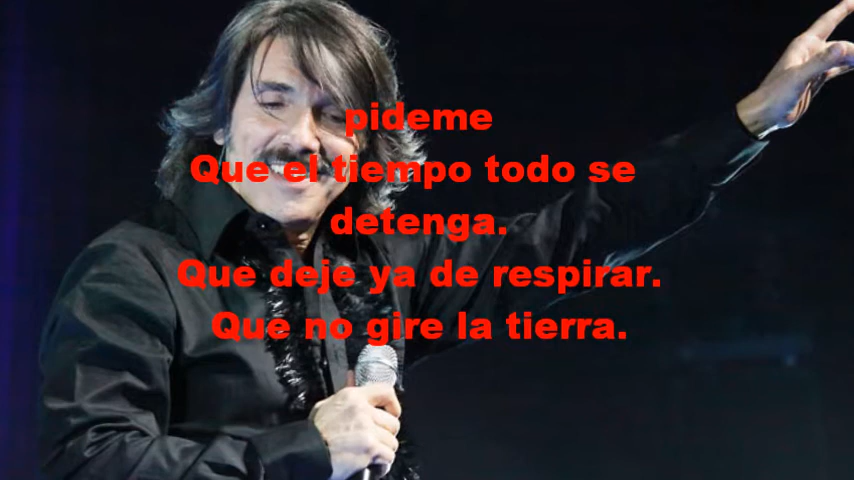 pideme
Que el tiempo todo se
detenga.
Que deje ya de respirar.
Que no gire la tierra.